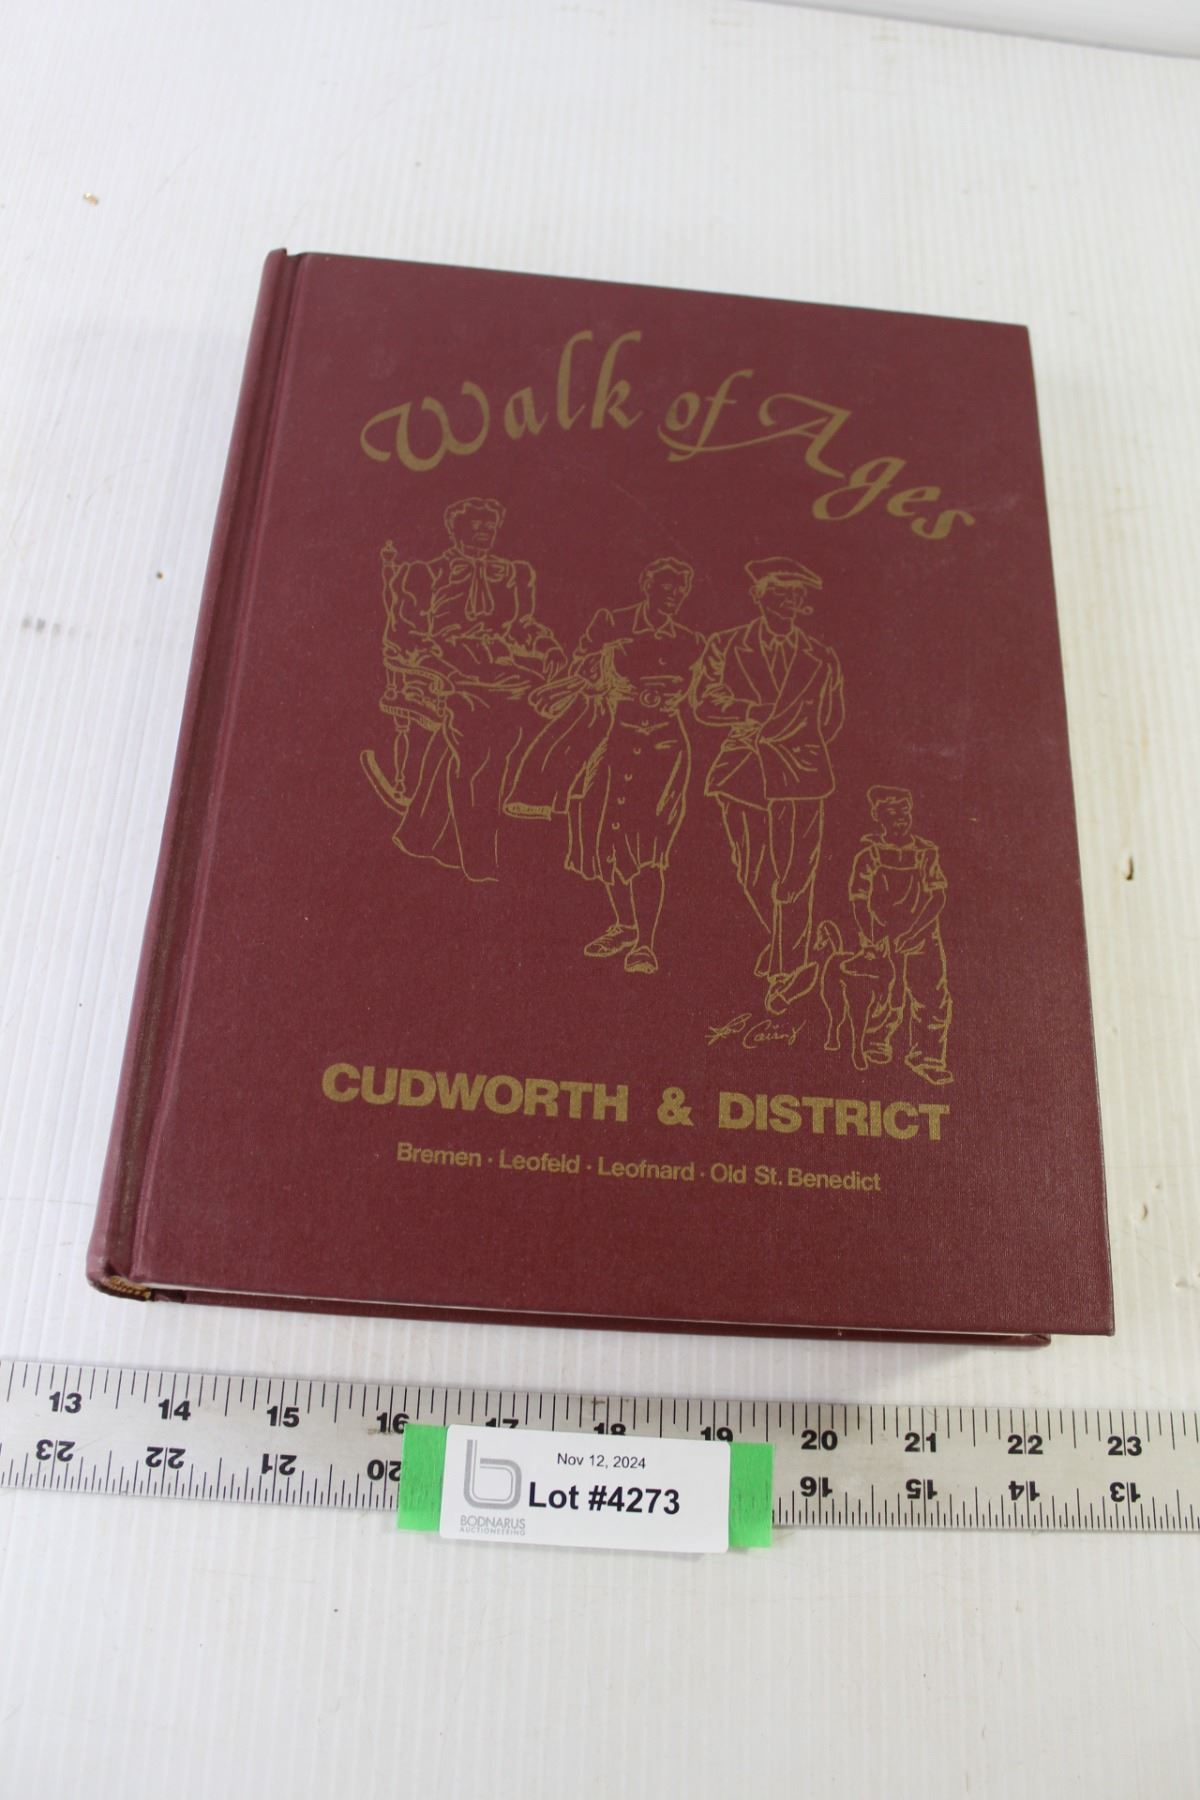 Walk of Ages
B Cairns
CUDWORTH & DISTRICT
Bremen · Leofeld · Leofnard · Old St. Benedict
13 14 15 16 17 18 19 20 21 22 23
23 22 21 20 16 15 14 13
Nov 12, 2024
Lot #4273
BODNARUS
AUCTIONEERING